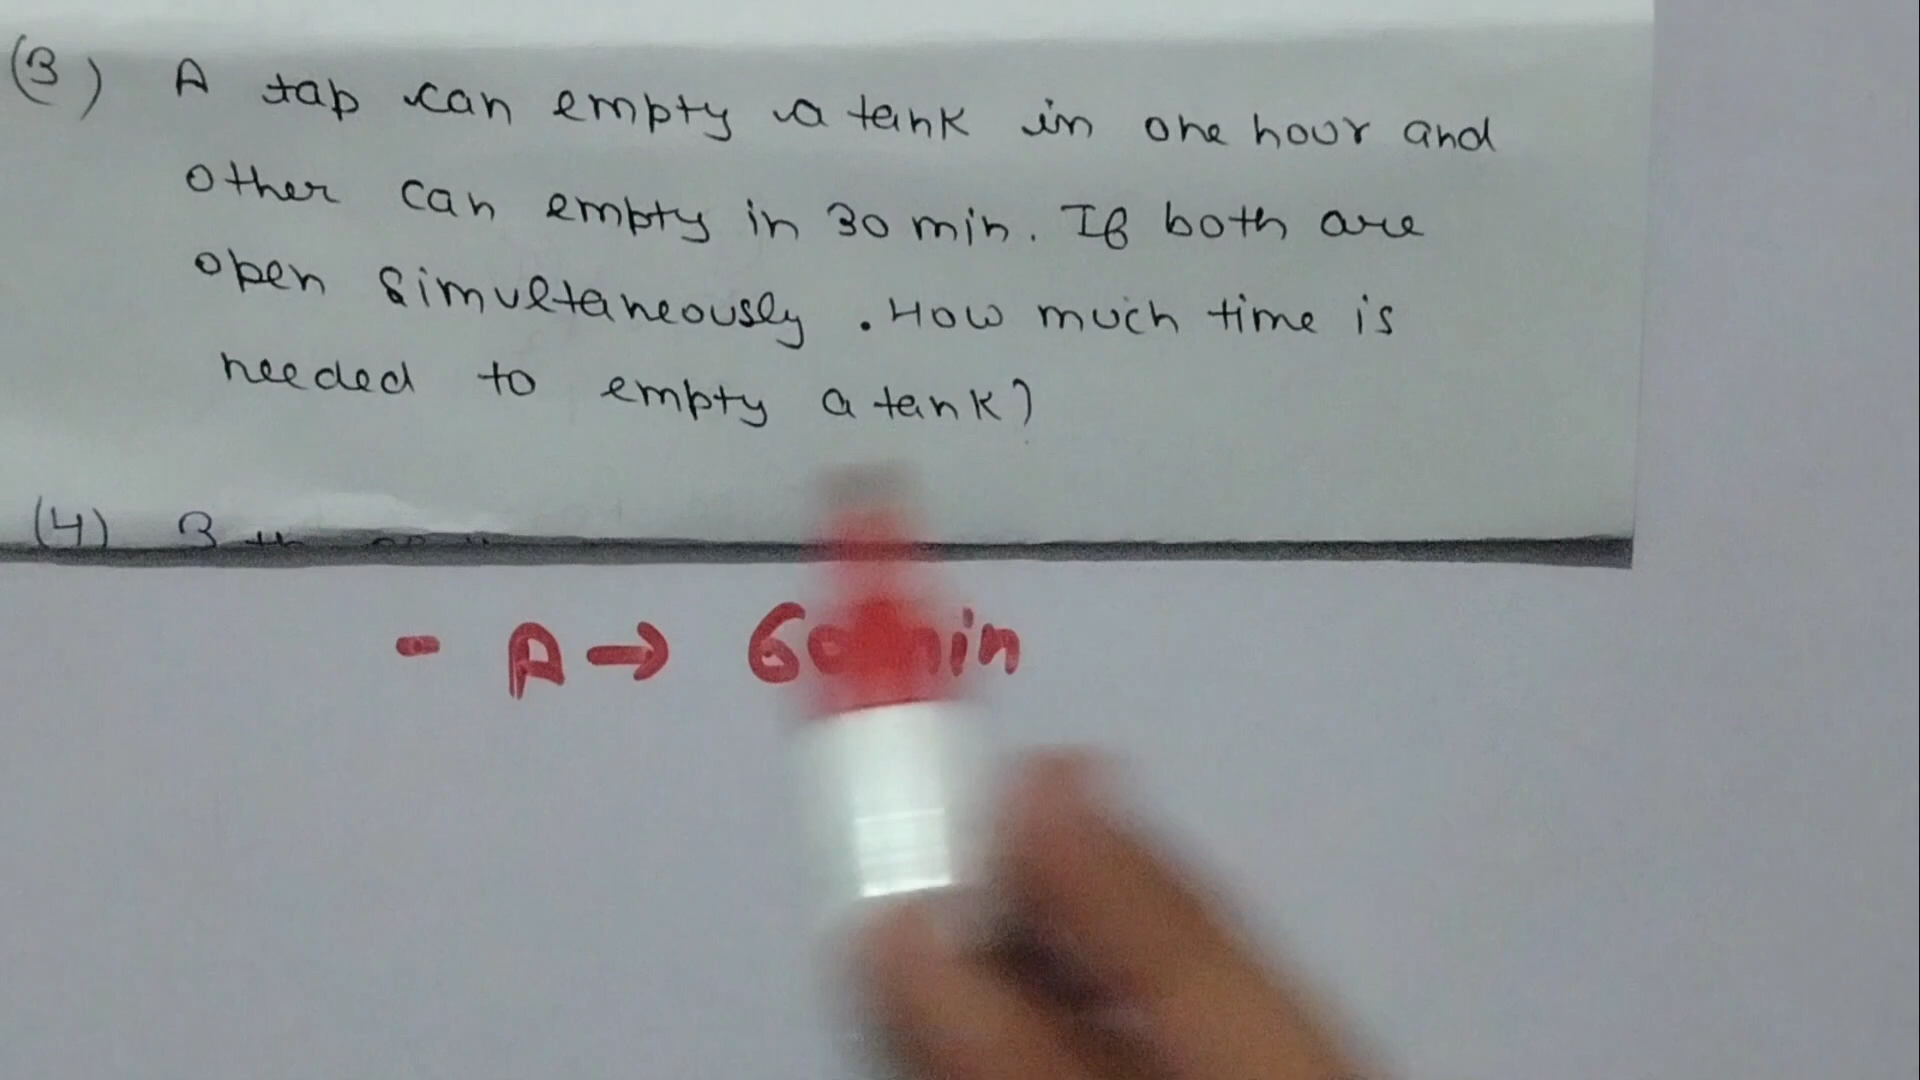 (3) A tap can empty a tank in one hour and
other can empty in 30 min. If both are
open simultaneously. How much time is
needed to empty a tank?
(4)
- A → 60 min